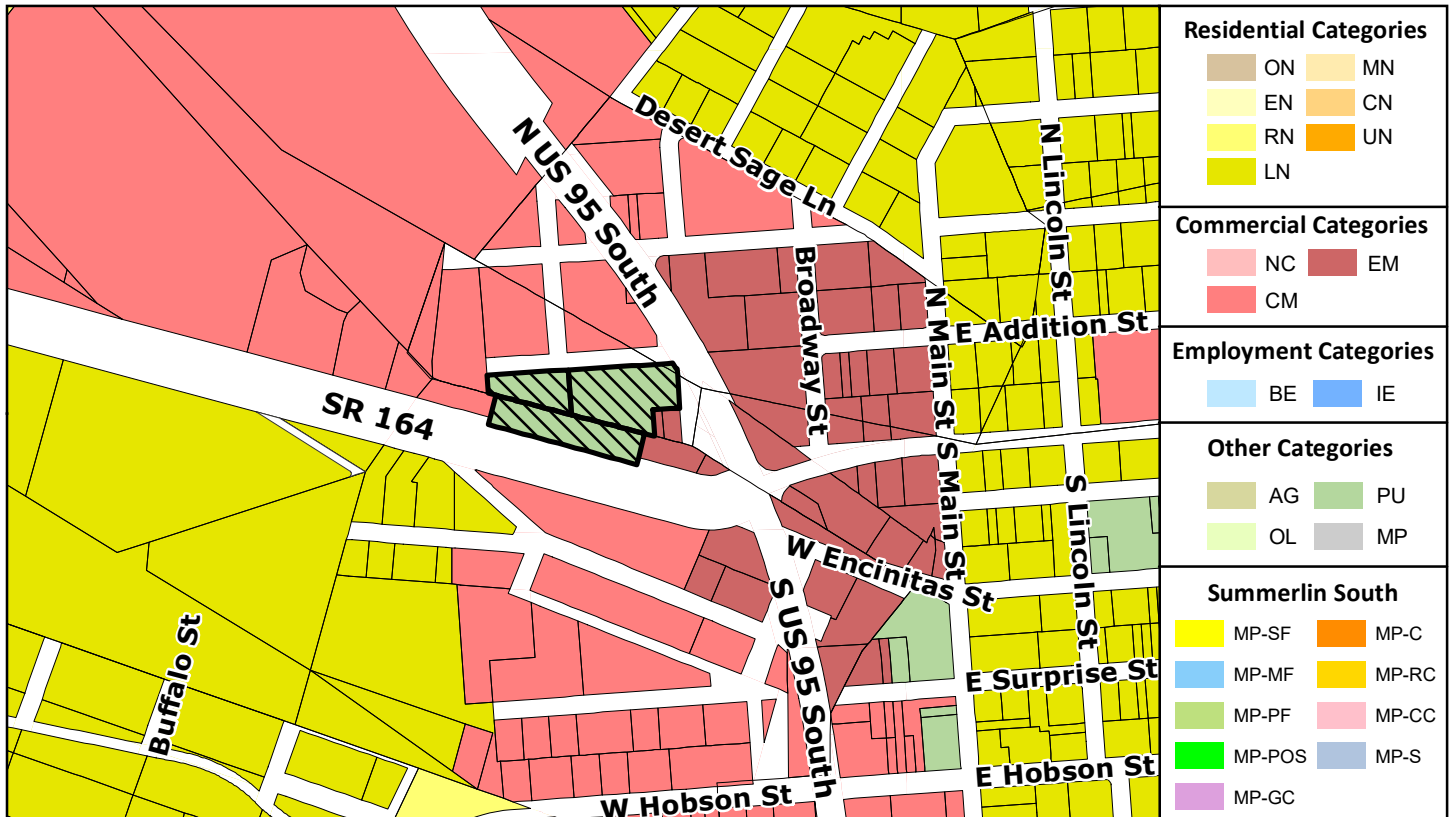 N US 95 South
Desert Sage Ln
N Lincoln St
Broadway St
N Main St
E Addition St
SR 164
S Main St
S Lincoln St
W Encinitas St
S US 95 South
Buffalo St
E Surprise St
E Hobson St
W Hobson St
Residential Categories
ON MN
EN CN
RN UN
LN
Commercial Categories
NC EM
CM
Employment Categories
BE IE
Other Categories
AG PU
OL MP
Summerlin South
MP-SF MP-C
MP-MF MP-RC
MP-PF MP-CC
MP-POS MP-S
MP-GC